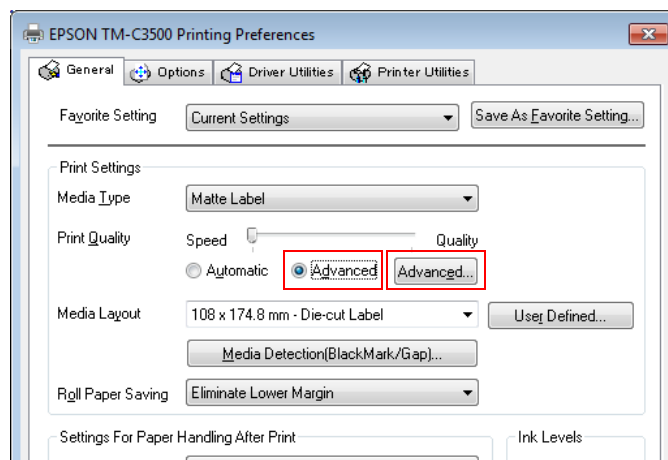 EPSON TM-C3500 Printing Preferences
General Options Driver Utilities Printer Utilities
Favorite Setting Current Settings Save As Favorite Setting...
Print Settings
Media Type Matte Label
Print Quality Speed Quality
Automatic Advanced Advanced...
Media Layout 108 x 174.8 mm - Die-cut Label User Defined...
Media Detection(BlackMark/Gap)...
Roll Paper Saving Eliminate Lower Margin
Settings For Paper Handling After Print Ink Levels